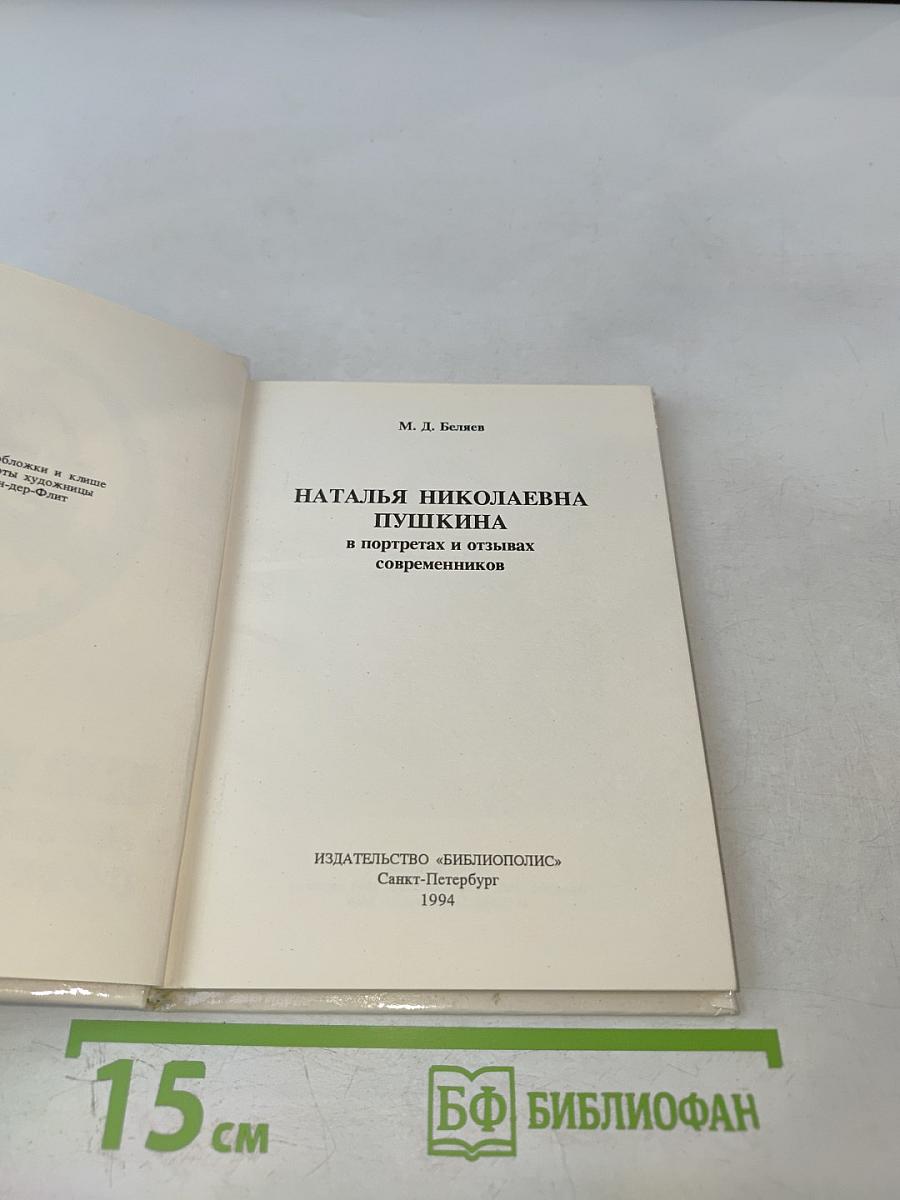 обложки и клише
художницы
дер-Флит
М. Д. Беляев
НАТАЛЬЯ НИКОЛАЕВНА
ПУШКИНА
в портретах и отзывах
современников
ИЗДАТЕЛЬСТВО «БИБЛИОПОЛИС»
Санкт-Петербург
1994
15 см
БФ БИБЛИОФАН